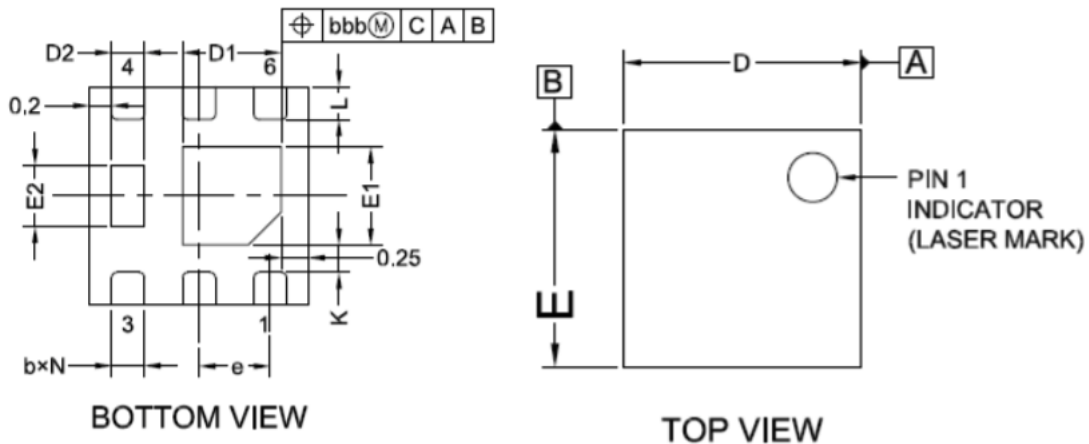 bbbⓂ C A B
D2 4 D1 6
0.2
L
E2
E1
0.25
K
3 1
b×N e
BOTTOM VIEW
D A
B
E
PIN 1
INDICATOR
(LASER MARK)
TOP VIEW